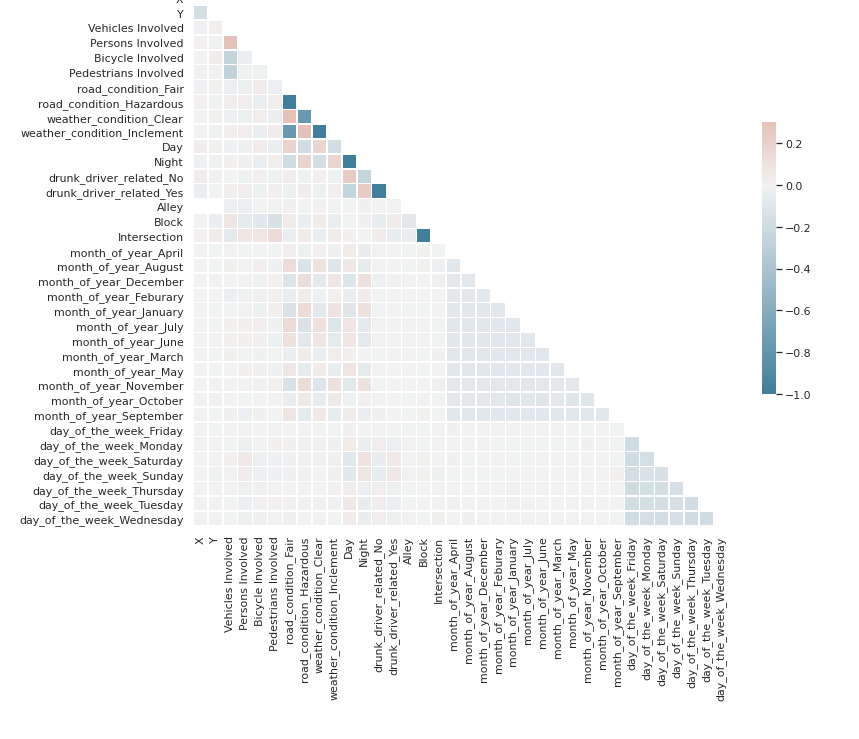 X
Y
Vehicles Involved
Persons Involved
Bicycle Involved
Pedestrians Involved
road_condition_Fair
road_condition_Hazardous
weather_condition_Clear
weather_condition_Inclement
Day
Night
drunk_driver_related_No
drunk_driver_related_Yes
Alley
Block
Intersection
month_of_year_April
month_of_year_August
month_of_year_December
month_of_year_Feburary
month_of_year_January
month_of_year_July
month_of_year_June
month_of_year_March
month_of_year_May
month_of_year_November
month_of_year_October
month_of_year_September
day_of_the_week_Friday
day_of_the_week_Monday
day_of_the_week_Saturday
day_of_the_week_Sunday
day_of_the_week_Thursday
day_of_the_week_Tuesday
day_of_the_week_Wednesday
X
Y
Vehicles Involved
Persons Involved
Bicycle Involved
Pedestrians Involved
road_condition_Fair
road_condition_Hazardous
weather_condition_Clear
weather_condition_Inclement
Day
Night
drunk_driver_related_No
drunk_driver_related_Yes
Alley
Block
Intersection
month_of_year_April
month_of_year_August
month_of_year_December
month_of_year_Feburary
month_of_year_January
month_of_year_July
month_of_year_June
month_of_year_March
month_of_year_May
month_of_year_November
month_of_year_October
month_of_year_September
day_of_the_week_Friday
day_of_the_week_Monday
day_of_the_week_Saturday
day_of_the_week_Sunday
day_of_the_week_Thursday
day_of_the_week_Tuesday
day_of_the_week_Wednesday
0.2
0.0
−0.2
−0.4
−0.6
−0.8
−1.0